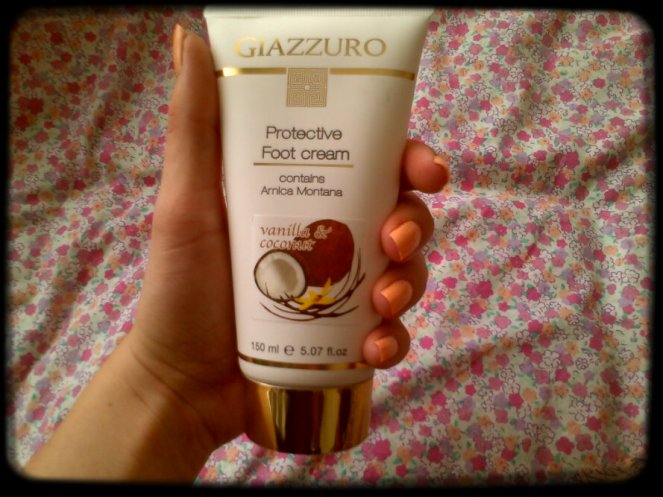 GIAZZURO
Protective
Foot cream
contains
Arnica Montana
vanilla &
coconut
150 ml ℮ 5.07 fl.oz